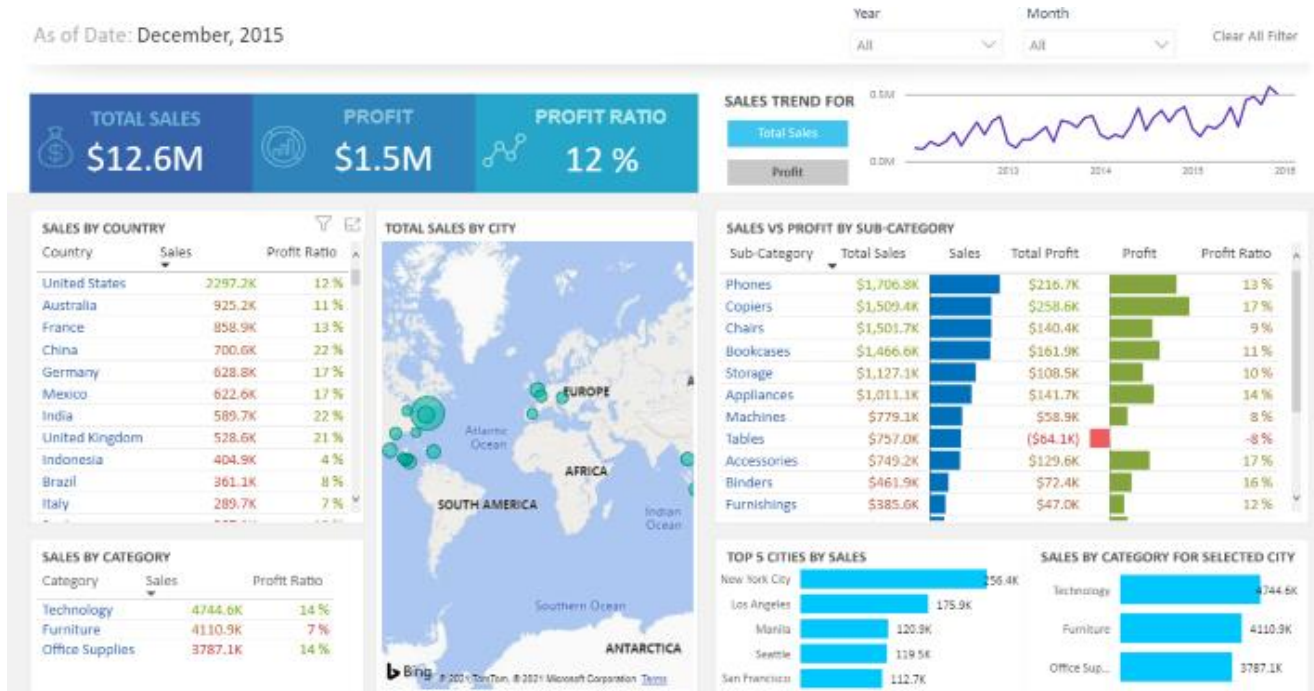 Year Month
As of Date: December, 2015
All All Clear All Filter
TOTAL SALES PROFIT PROFIT RATIO
$12.6M $1.5M 12 %
SALES TREND FOR
Total Sales
Profit
0.5M
0.0M
2013 2014 2015 2016
SALES BY COUNTRY
Country Sales Profit Ratio
United States 2297.2K 12 %
Australia 925.2K 11 %
France 858.9K 13 %
China 700.6K 22 %
Germany 628.8K 17 %
Mexico 622.6K 17 %
India 589.7K 22 %
United Kingdom 528.6K 21 %
Indonesia 404.9K 4 %
Brazil 361.1K 8 %
Italy 289.7K 7 %
TOTAL SALES BY CITY
EUROPE
Atlantic
Ocean
AFRICA
SOUTH AMERICA
Indian
Ocean
Southern Ocean
ANTARCTICA
Bing
© 2021 TomTom, © 2021 Microsoft Corporation Terms
SALES VS PROFIT BY SUB-CATEGORY
Sub-Category Total Sales Sales Total Profit Profit Profit Ratio
Phones $1,706.8K $216.7K 13 %
Copiers $1,509.4K $258.6K 17 %
Chairs $1,501.7K $140.4K 9 %
Bookcases $1,466.6K $161.9K 11 %
Storage $1,127.1K $108.5K 10 %
Appliances $1,011.1K $141.7K 14 %
Machines $779.1K $58.9K 8 %
Tables $757.0K ($64.1K) -8 %
Accessories $749.2K $129.6K 17 %
Binders $461.9K $72.4K 16 %
Furnishings $385.6K $47.0K 12 %
SALES BY CATEGORY
Category Sales Profit Ratio
Technology 4744.6K 14 %
Furniture 4110.9K 7 %
Office Supplies 3787.1K 14 %
TOP 5 CITIES BY SALES
New York City 256.4K
Los Angeles 175.9K
Manila 120.9K
Seattle 119.5K
San Francisco 112.7K
SALES BY CATEGORY FOR SELECTED CITY
Technology 4744.6K
Furniture 4110.9K
Office Sup... 3787.1K